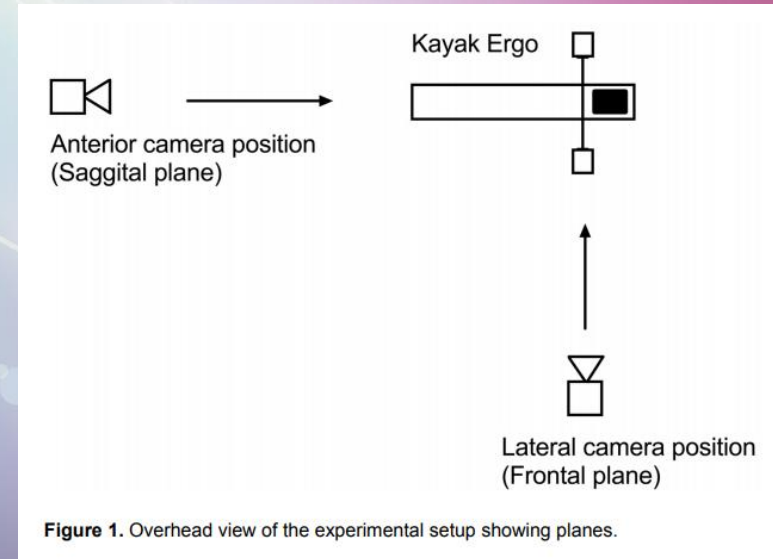 Kayak Ergo
Anterior camera position
(Saggital plane)
Lateral camera position
(Frontal plane)
Figure 1. Overhead view of the experimental setup showing planes.